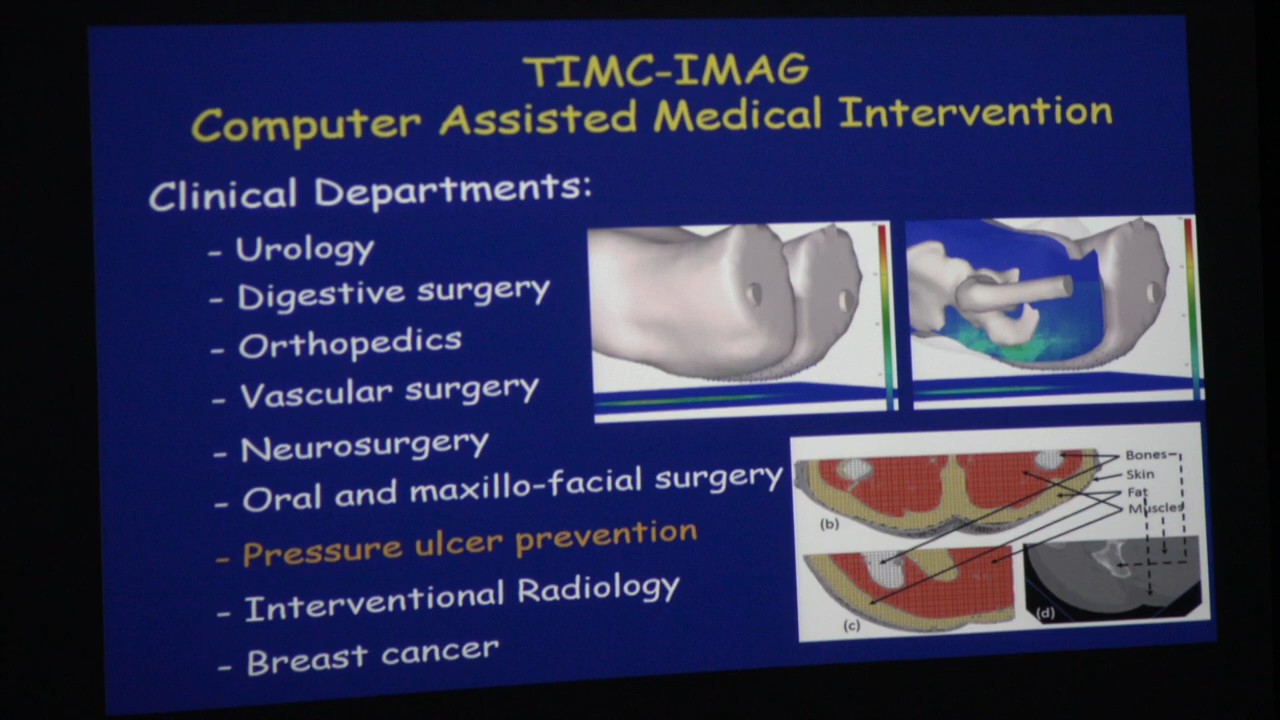 TIMC-IMAG
Computer Assisted Medical Intervention
Clinical Departments:
- Urology
- Digestive surgery
- Orthopedics
- Vascular surgery
- Neurosurgery
- Oral and maxillo-facial surgery
- Pressure ulcer prevention
- Interventional Radiology
- Breast cancer
Bones
Skin
Fat
Muscles
(b)
(c)
(d)